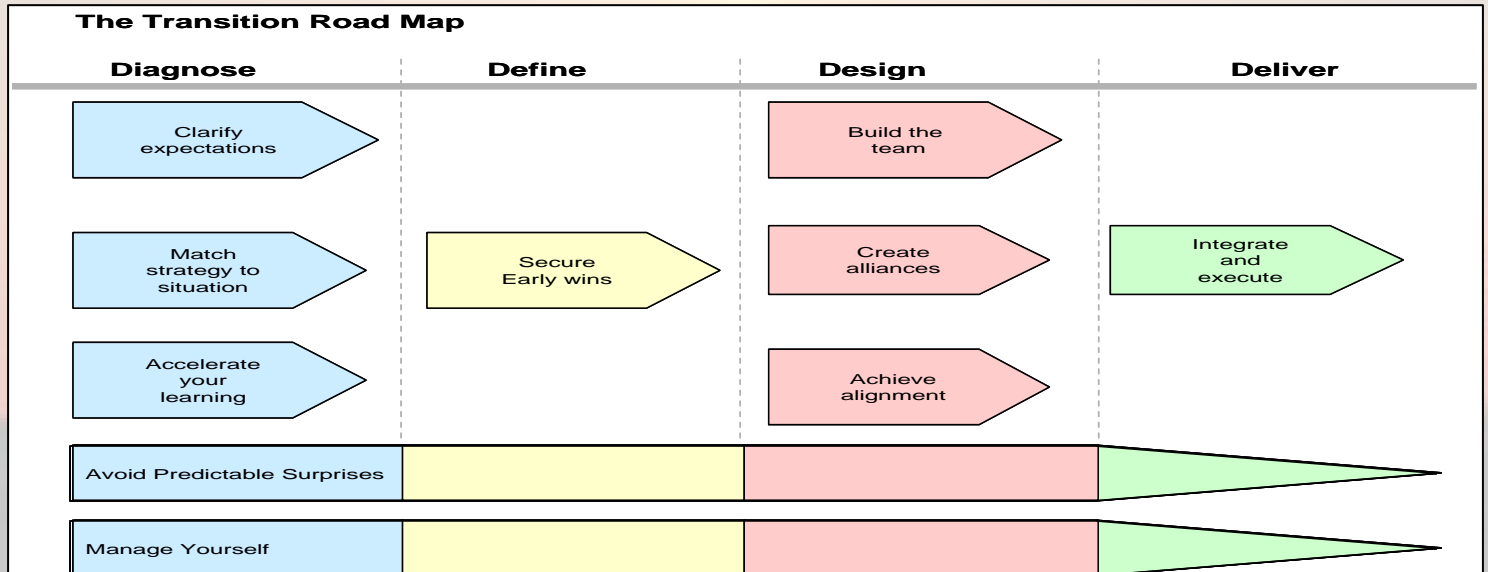 The Transition Road Map
Diagnose
Define
Design
Deliver
Clarify
expectations
Build the
team
Match
strategy to
situation
Secure
Early wins
Create
alliances
Integrate
and
execute
Accelerate
your
learning
Achieve
alignment
Avoid Predictable Surprises
Manage Yourself